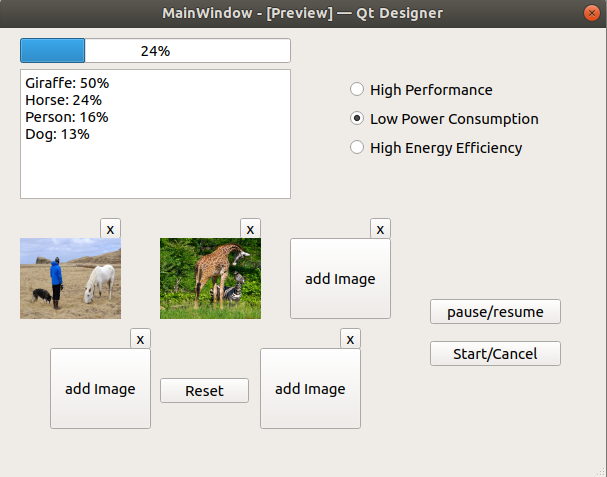 MainWindow - [Preview] — Qt Designer
24%
Giraffe: 50%
Horse: 24%
Person: 16%
Dog: 13%
High Performance
Low Power Consumption
High Energy Efficiency
x
x
x
add Image
pause/resume
Start/Cancel
x
x
add Image
Reset
add Image